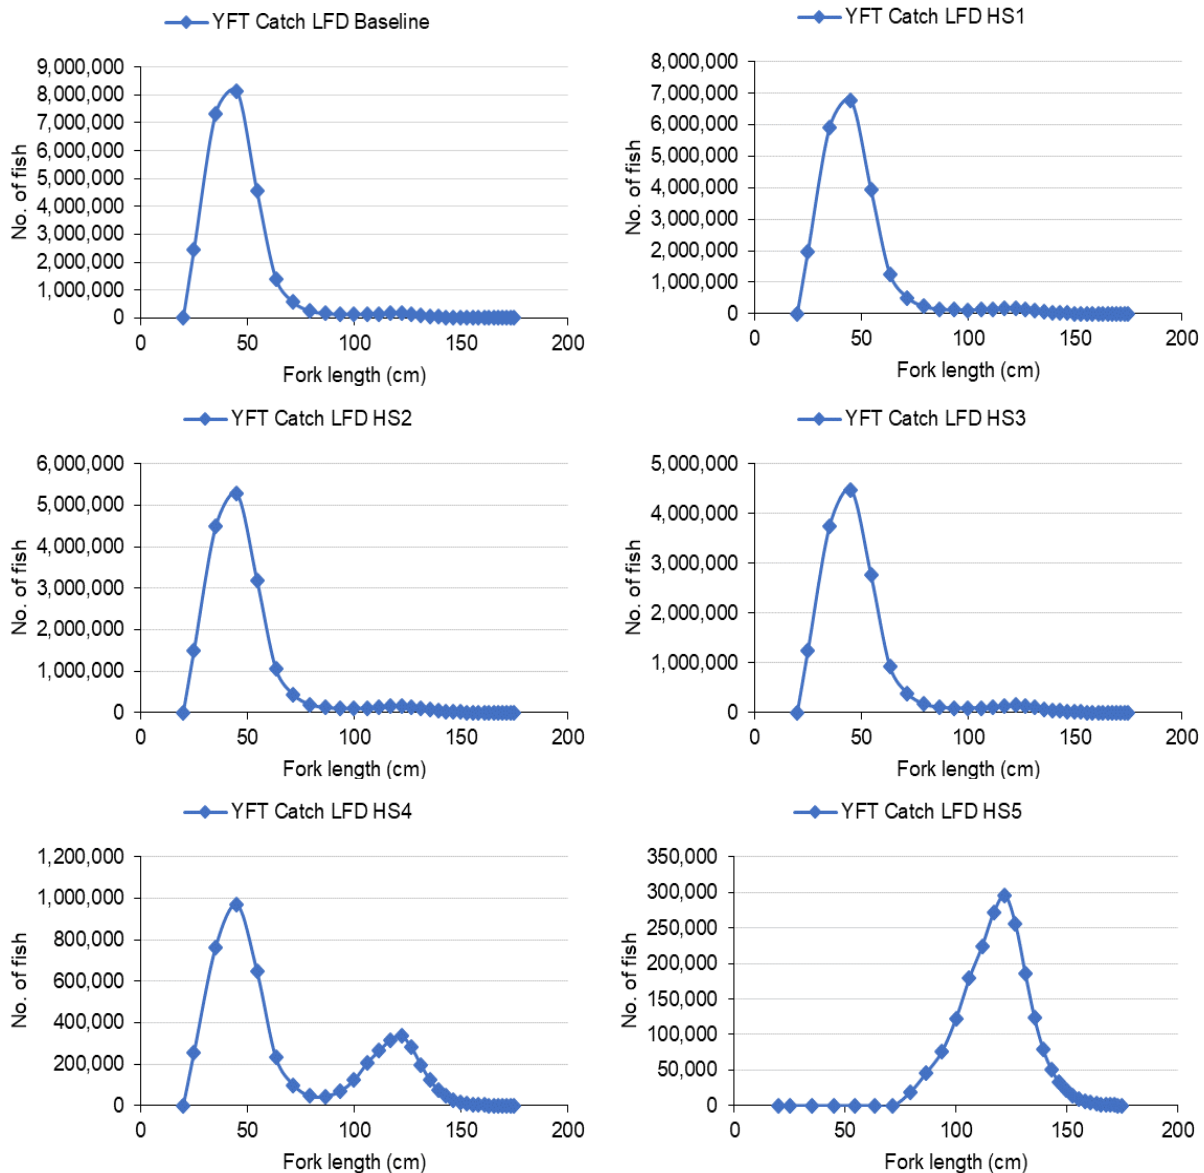 YFT Catch LFD Baseline
No. of fish
9,000,000
8,000,000
7,000,000
6,000,000
5,000,000
4,000,000
3,000,000
2,000,000
1,000,000
0
0 50 100 150 200
Fork length (cm)
YFT Catch LFD HS1
No. of fish
8,000,000
7,000,000
6,000,000
5,000,000
4,000,000
3,000,000
2,000,000
1,000,000
0
0 50 100 150 200
Fork length (cm)
YFT Catch LFD HS2
No. of fish
6,000,000
5,000,000
4,000,000
3,000,000
2,000,000
1,000,000
0
0 50 100 150 200
Fork length (cm)
YFT Catch LFD HS3
No. of fish
5,000,000
4,000,000
3,000,000
2,000,000
1,000,000
0
0 50 100 150 200
Fork length (cm)
YFT Catch LFD HS4
No. of fish
1,200,000
1,000,000
800,000
600,000
400,000
200,000
0
0 50 100 150 200
Fork length (cm)
YFT Catch LFD HS5
No. of fish
350,000
300,000
250,000
200,000
150,000
100,000
50,000
0
0 50 100 150 200
Fork length (cm)